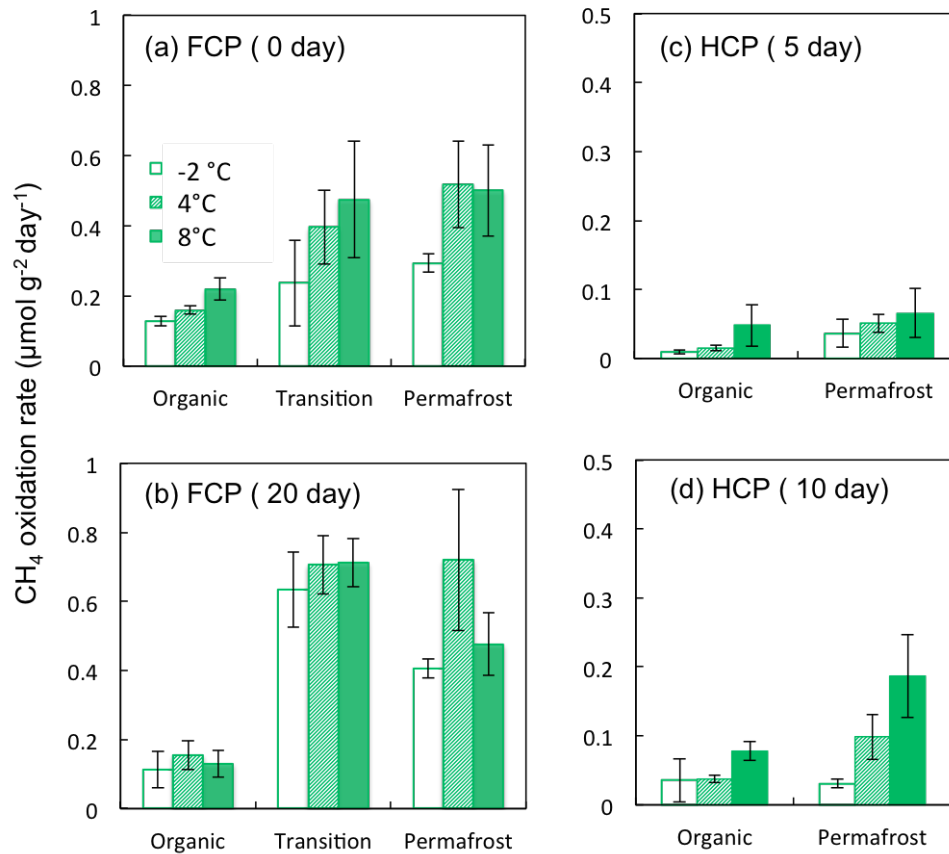 CH₄ oxidation rate (µmol g⁻² day⁻¹)
(a) FCP ( 0 day)
1
0.8
0.6
0.4
0.2
0
-2 °C
4°C
8°C
Organic Transition Permafrost
(c) HCP ( 5 day)
0.5
0.4
0.3
0.2
0.1
0
Organic Permafrost
(b) FCP ( 20 day)
1
0.8
0.6
0.4
0.2
0
Organic Transition Permafrost
(d) HCP ( 10 day)
0.5
0.4
0.3
0.2
0.1
0
Organic Permafrost